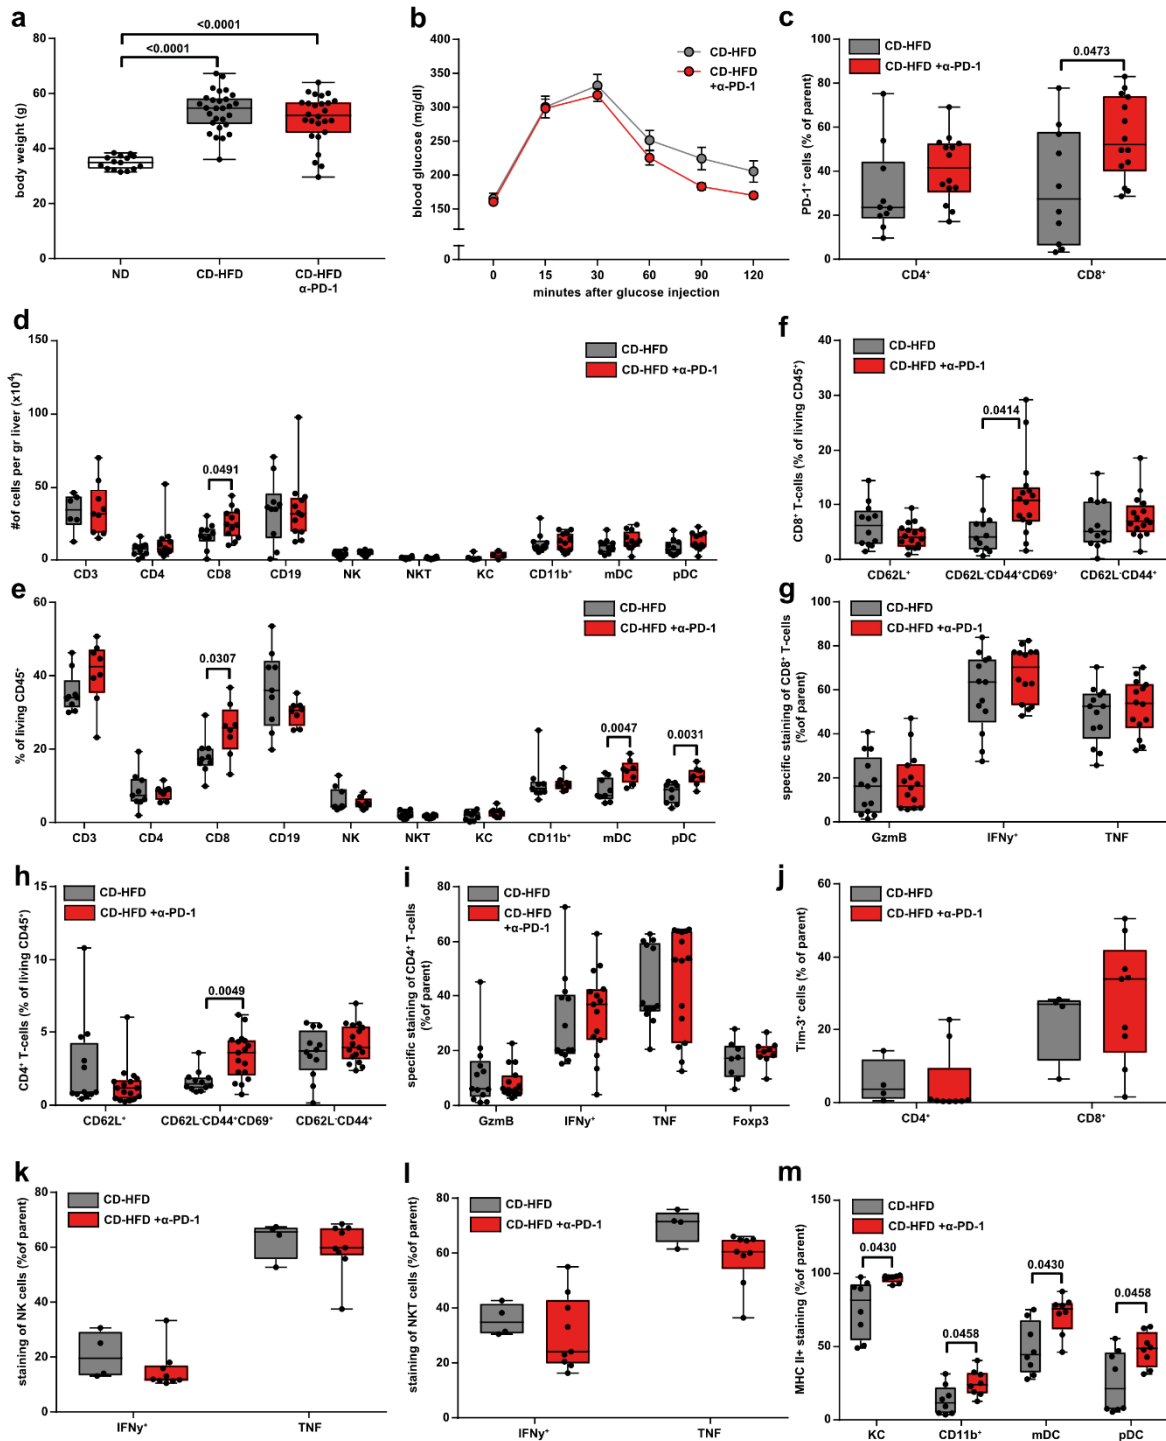 a
body weight (g)
80
60
40
20
0
<0.0001
<0.0001
ND
CD-HFD
CD-HFD
α-PD-1
b
blood glucose (mg/dl)
400
350
300
250
200
150
0
CD-HFD
CD-HFD
+α-PD-1
0
15
30
60
90
120
minutes after glucose injection
c
PD-1⁺ cells (% of parent)
100
80
60
40
20
0
CD-HFD
CD-HFD +α-PD-1
0.0473
CD4⁺
CD8⁺
d
#of cells per gr liver (x10⁴)
150
100
50
0
CD-HFD
CD-HFD +α-PD-1
0.0491
CD3
CD4
CD8
CD19
NK
NKT
KC
CD11b⁺
mDC
pDC
e
% of living CD45⁺
60
40
20
0
CD-HFD
CD-HFD +α-PD-1
0.0307
0.0047
0.0031
CD3
CD4
CD8
CD19
NK
NKT
KC
CD11b⁺
mDC
pDC
f
CD8⁺ T-cells (% of living CD45⁺)
40
30
20
10
0
CD-HFD
CD-HFD +α-PD-1
0.0414
CD62L⁺
CD62L⁻CD44⁺CD69⁺
CD62L⁻CD44⁺
g
specific staining of CD8⁺ T-cells
(%of parent)
100
80
60
40
20
0
CD-HFD
CD-HFD +α-PD-1
GzmB
IFNy⁺
TNF
h
CD4⁺ T-cells (% of living CD45⁺)
15
10
5
0
CD-HFD
CD-HFD +α-PD-1
0.0049
CD62L⁺
CD62L⁻CD44⁺CD69⁺
CD62L⁻CD44⁺
i
specific staining of CD4⁺ T-cells
(%of parent)
80
60
40
20
0
CD-HFD
CD-HFD
+α-PD-1
GzmB
IFNy⁺
TNF
Foxp3
j
Tim-3⁺ cells (% of parent)
60
40
20
0
CD-HFD
CD-HFD +α-PD-1
CD4⁺
CD8⁺
k
staining of NK cells (%of parent)
80
60
40
20
0
CD-HFD
CD-HFD +α-PD-1
IFNy⁺
TNF
l
staining of NKT cells (%of parent)
80
60
40
20
0
CD-HFD
CD-HFD +α-PD-1
IFNy⁺
TNF
m
MHC II+ staining (%of parent)
150
100
50
0
CD-HFD
CD-HFD +α-PD-1
0.0430
0.0458
0.0430
0.0458
KC
CD11b⁺
mDC
pDC